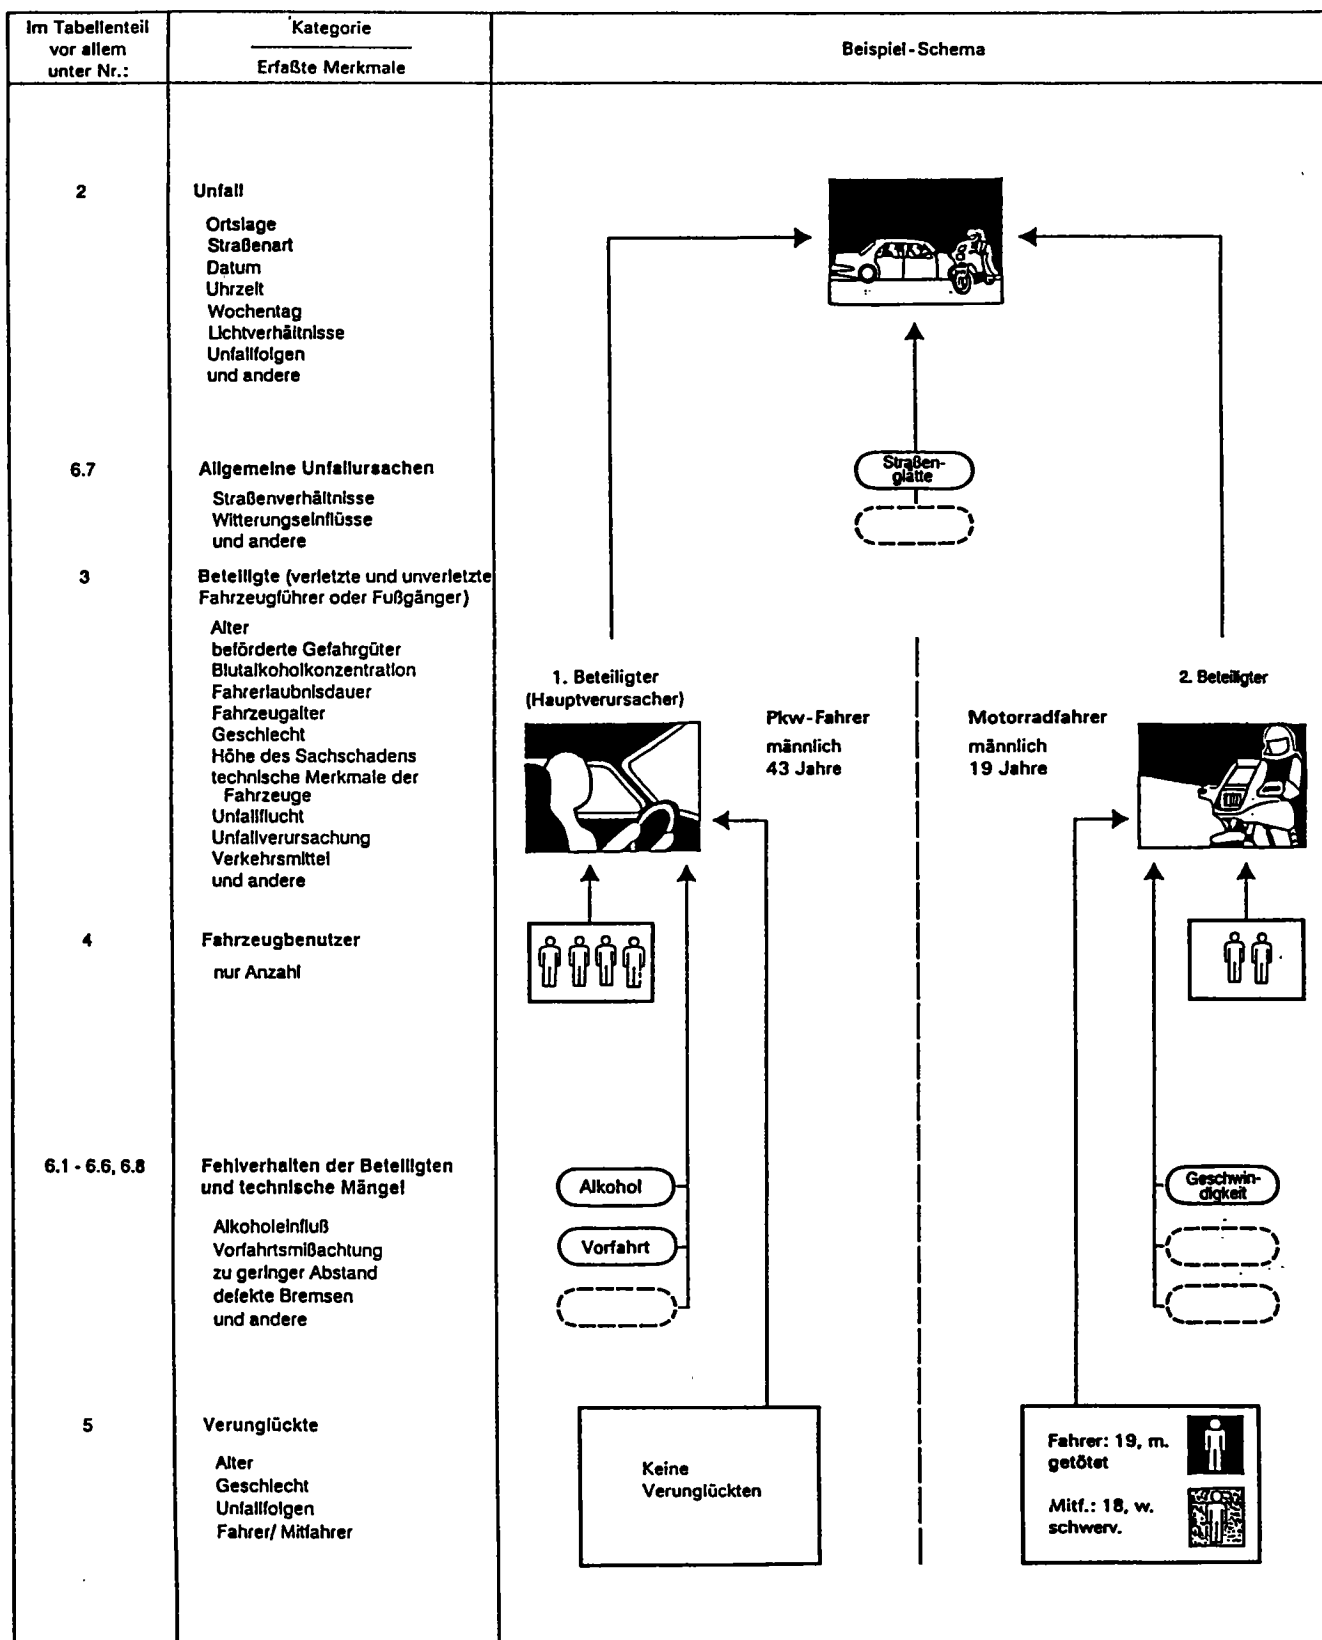 Im Tabellenteil
vor allem
unter Nr.:
Kategorie
Erfaßte Merkmale
Beispiel-Schema
2
Unfall
Ortslage
Straßenart
Datum
Uhrzeit
Wochentag
Lichtverhältnisse
Unfallfolgen
und andere
6.7
Allgemeine Unfallursachen
Straßenverhältnisse
Witterungseinflüsse
und andere
Straßen-
glätte
3
Beteiligte (verletzte und unverletzte
Fahrzeugführer oder Fußgänger)
Alter
beförderte Gefahrgüter
Blutalkoholkonzentration
Fahrerlaubnisdauer
Fahrzeugalter
Geschlecht
Höhe des Sachschadens
technische Merkmale der
Fahrzeuge
Unfallflucht
Unfallverursachung
Verkehrsmittel
und andere
1. Beteiligter
(Hauptverursacher)
Pkw-Fahrer
männlich
43 Jahre
Motorradfahrer
männlich
19 Jahre
2. Beteiligter
4
Fahrzeugbenutzer
nur Anzahl
6.1 - 6.6, 6.8
Fehlverhalten der Beteiligten
und technische Mängel
Alkoholeinfluß
Vorfahrtsmißachtung
zu geringer Abstand
defekte Bremsen
und andere
Alkohol
Vorfahrt
Geschwin-
digkeit
5
Verunglückte
Alter
Geschlecht
Unfallfolgen
Fahrer/ Mitfahrer
Keine
Verunglückten
Fahrer: 19, m.
getötet
Mitf.: 18, w.
schwerv.